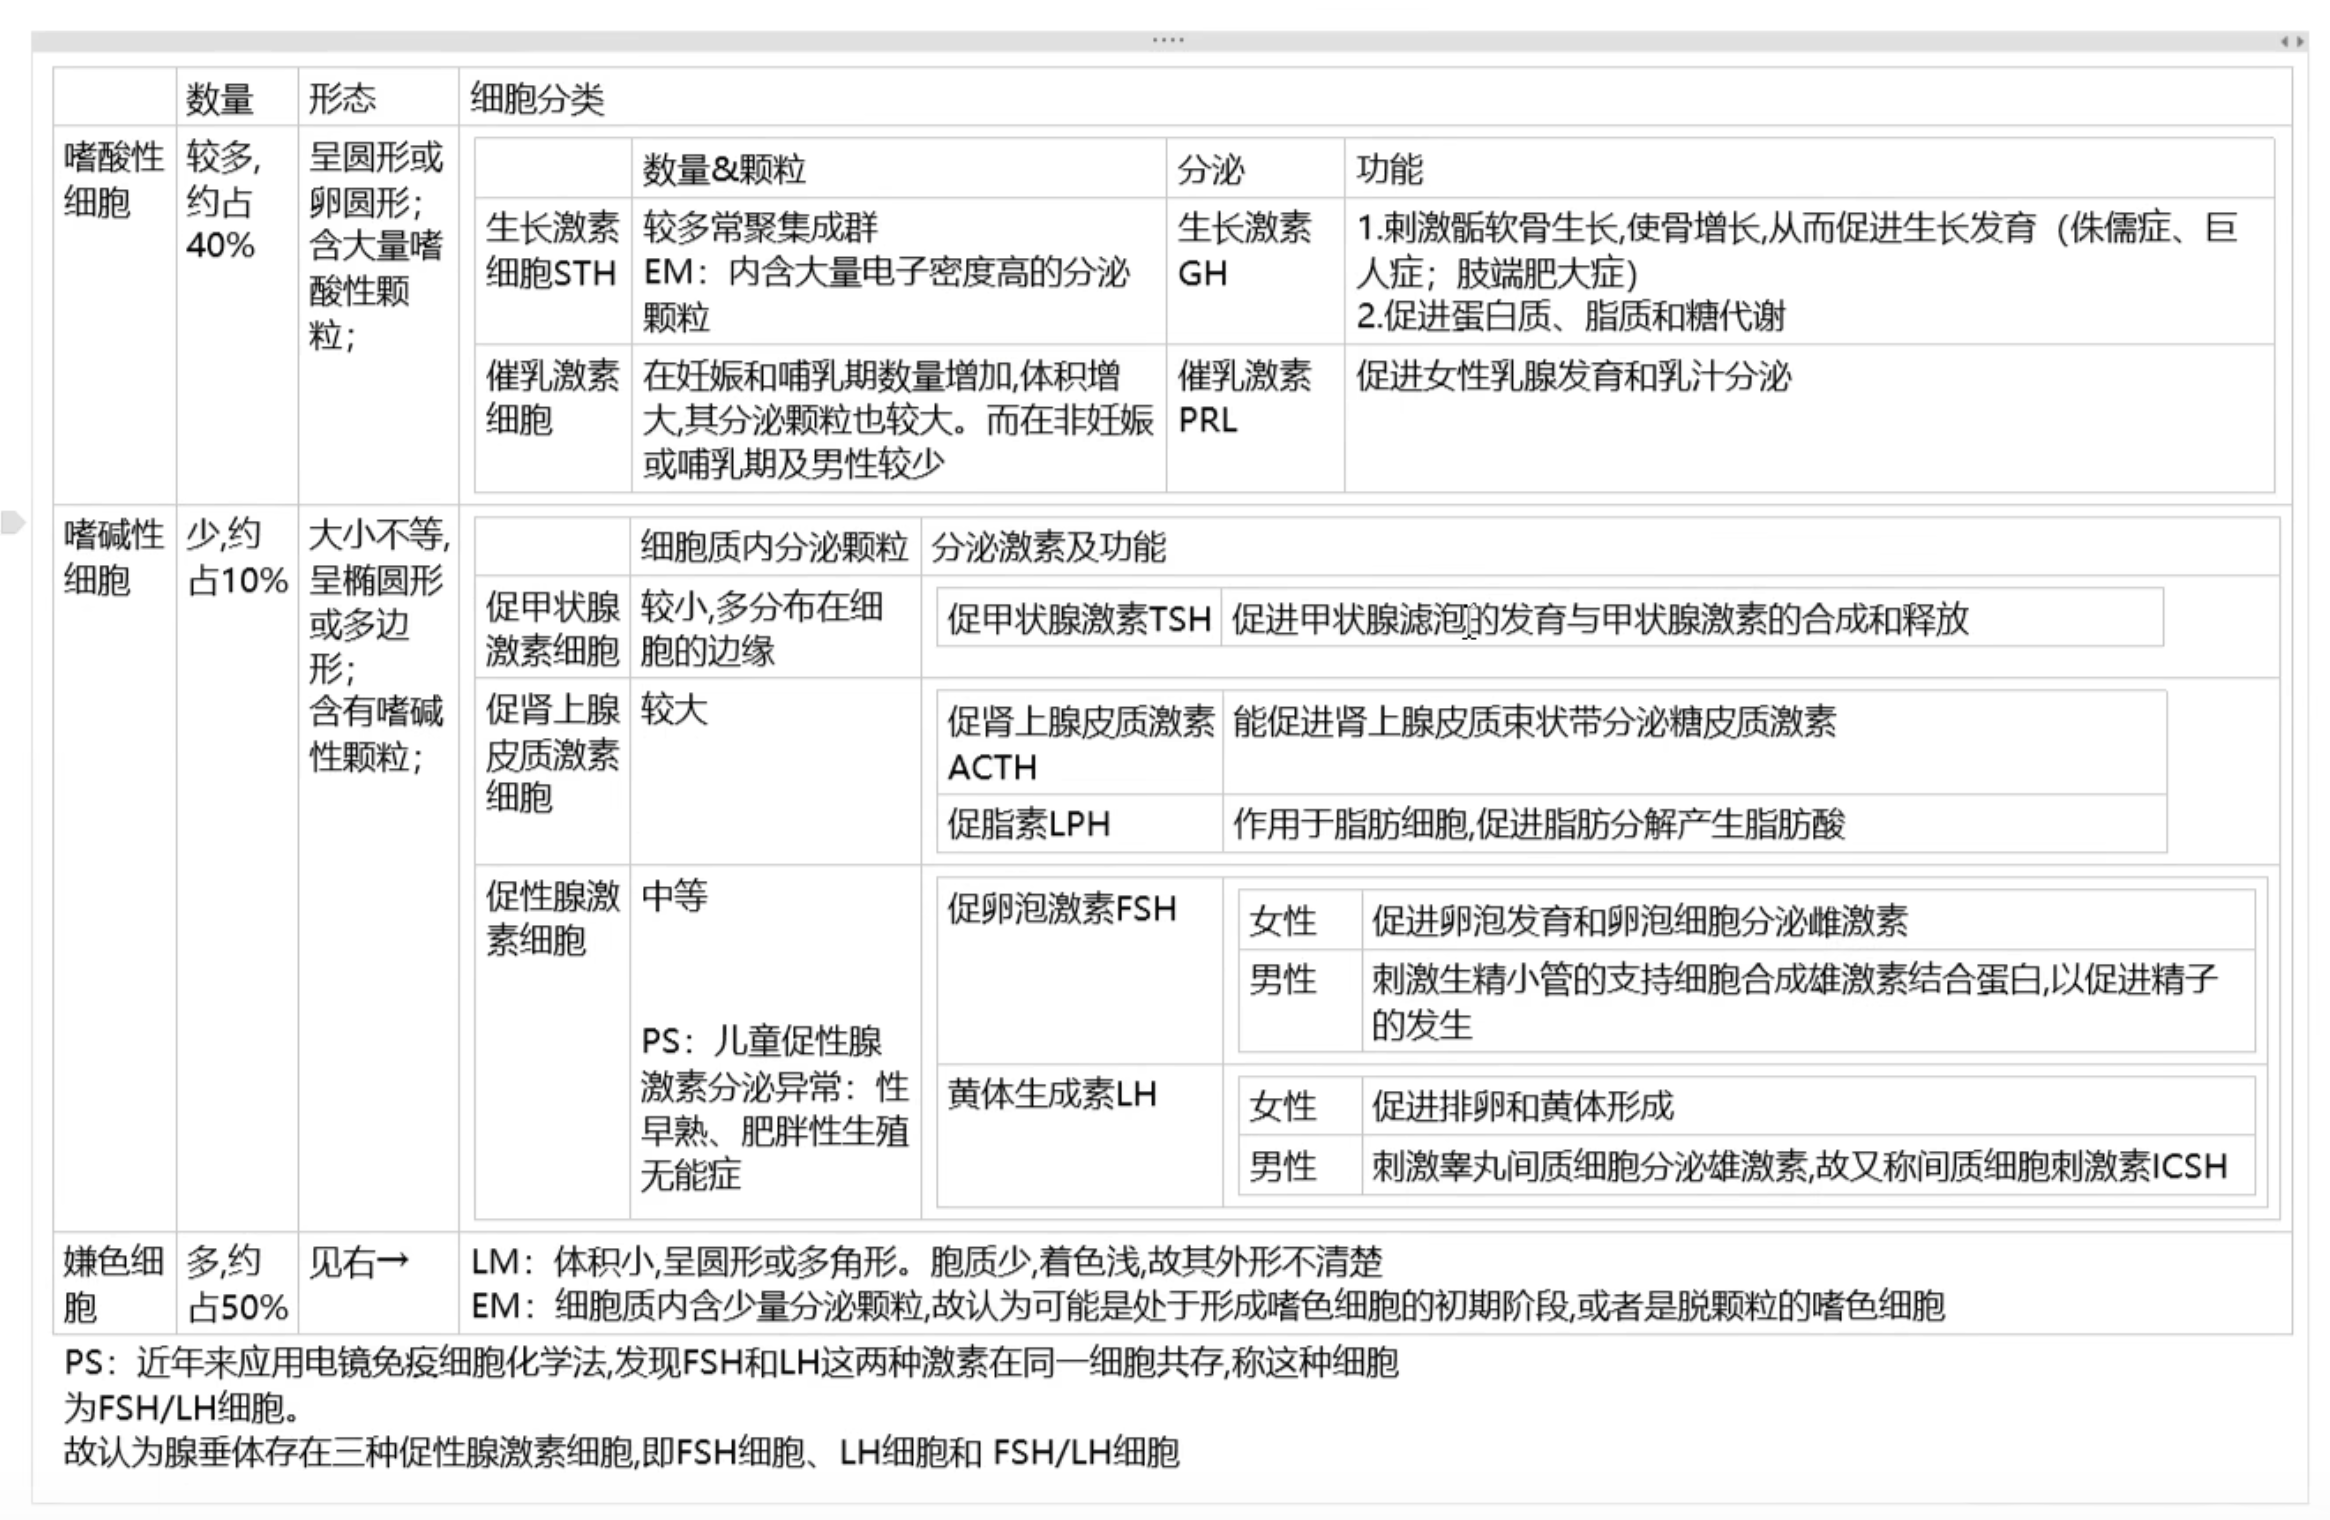 数量 形态 细胞分类
嗜酸性
细胞
较多,
约占
40%
呈圆形或
卵圆形；
含大量嗜
酸性颗
粒；
数量&颗粒 分泌 功能
生长激素
细胞STH
较多常聚集成群
EM：内含大量电子密度高的分泌
颗粒
生长激素
GH
1.刺激骺软骨生长,使骨增长,从而促进生长发育（侏儒症、巨
人症；肢端肥大症）
2.促进蛋白质、脂质和糖代谢
催乳激素
细胞
在妊娠和哺乳期数量增加,体积增
大,其分泌颗粒也较大。而在非妊娠
或哺乳期及男性较少
催乳激素
PRL
促进女性乳腺发育和乳汁分泌
嗜碱性
细胞
少,约
占10%
大小不等,
呈椭圆形
或多边
形；
含有嗜碱
性颗粒；
细胞质内分泌颗粒 分泌激素及功能
促甲状腺
激素细胞
较小,多分布在细
胞的边缘
促甲状腺激素TSH 促进甲状腺滤泡的发育与甲状腺激素的合成和释放
促肾上腺
皮质激素
细胞
较大
促肾上腺皮质激素
ACTH
能促进肾上腺皮质束状带分泌糖皮质激素
促脂素LPH 作用于脂肪细胞,促进脂肪分解产生脂肪酸
促性腺激
素细胞
中等
PS：儿童促性腺
激素分泌异常：性
早熟、肥胖性生殖
无能症
促卵泡激素FSH
女性 促进卵泡发育和卵泡细胞分泌雌激素
男性 刺激生精小管的支持细胞合成雄激素结合蛋白,以促进精子
的发生
黄体生成素LH
女性 促进排卵和黄体形成
男性 刺激睾丸间质细胞分泌雄激素,故又称间质细胞刺激素ICSH
嫌色细
胞
多,约
占50%
见右→
LM：体积小,呈圆形或多角形。胞质少,着色浅,故其外形不清楚
EM：细胞质内含少量分泌颗粒,故认为可能是处于形成嗜色细胞的初期阶段,或者是脱颗粒的嗜色细胞
PS：近年来应用电镜免疫细胞化学法,发现FSH和LH这两种激素在同一细胞共存,称这种细胞
为FSH/LH细胞。
故认为腺垂体存在三种促性腺激素细胞,即FSH细胞、LH细胞和 FSH/LH细胞